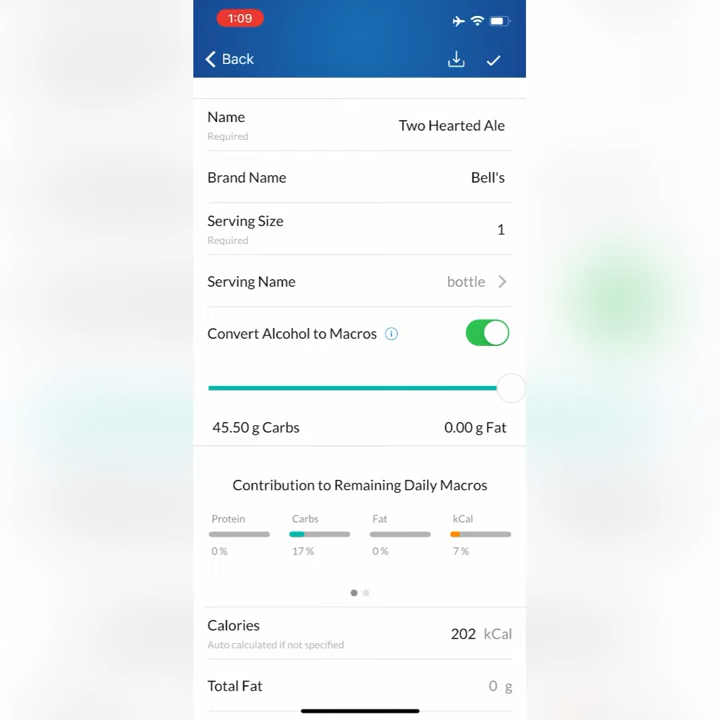 1:09
Back
Name
Required
Two Hearted Ale
Brand Name
Bell's
Serving Size
Required
1
Serving Name
bottle
Convert Alcohol to Macros
45.50 g Carbs
0.00 g Fat
Contribution to Remaining Daily Macros
Protein
Carbs
Fat
kCal
0 %
17 %
0 %
7 %
Calories
Auto calculated if not specified
202 kCal
Total Fat
0 g